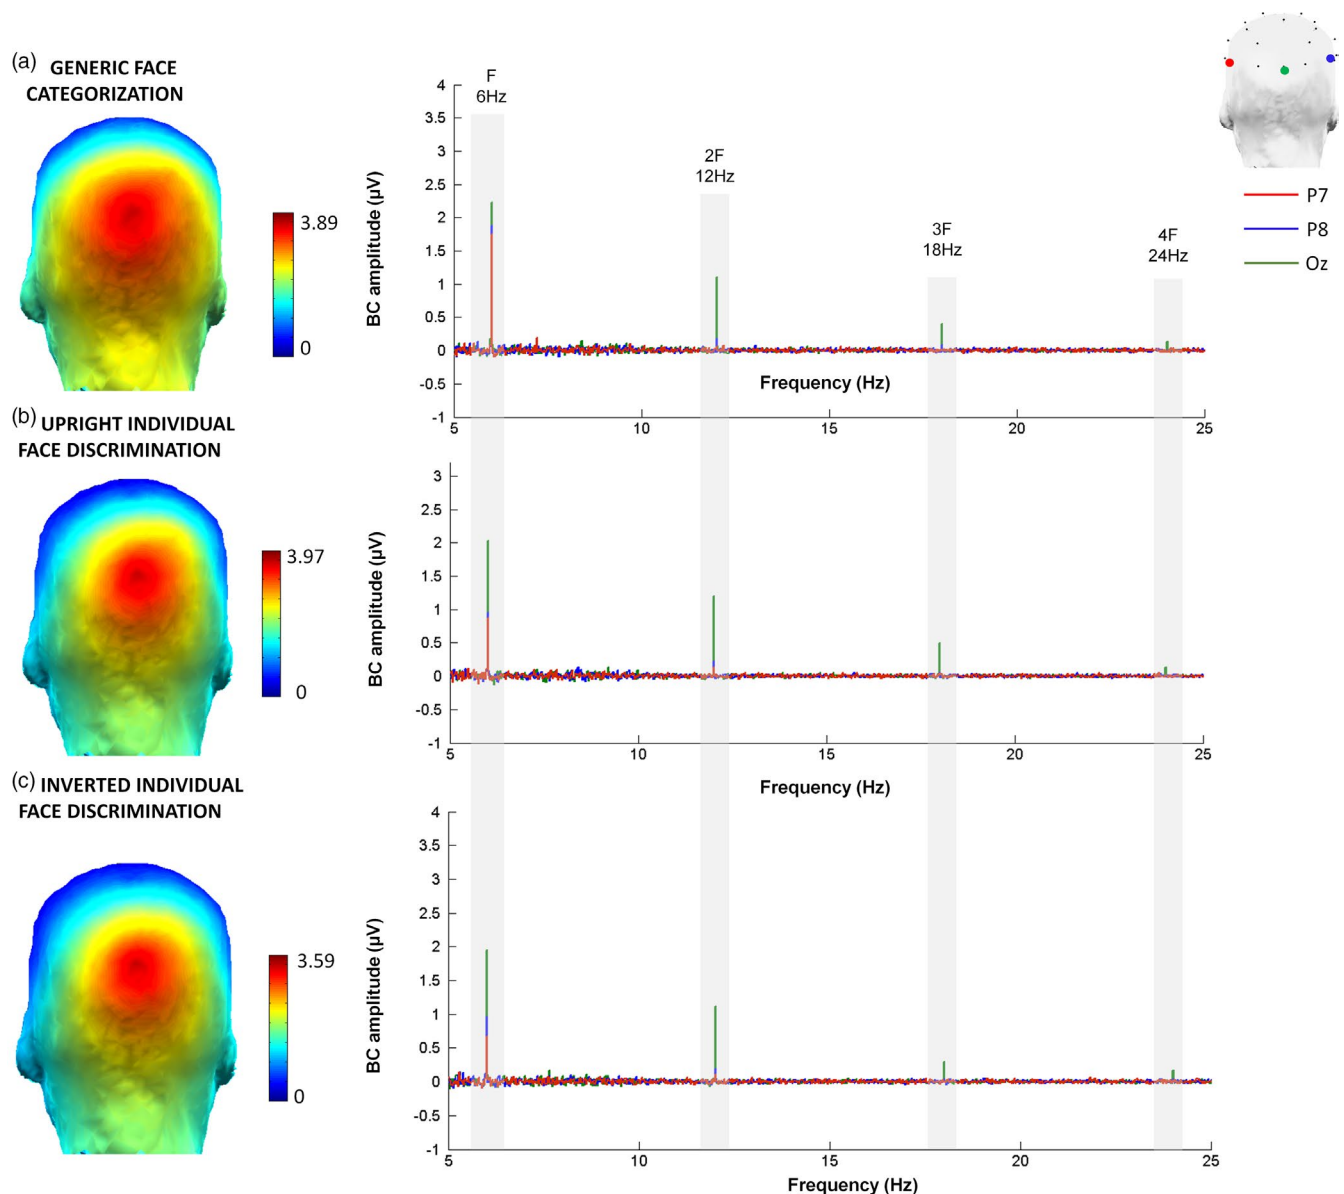 (a) GENERIC FACE
CATEGORIZATION
3.89
0
BC amplitude (µV)
4
3.5
3
2.5
2
1.5
1
0.5
0
-0.5
-1
F
6Hz
2F
12Hz
3F
18Hz
4F
24Hz
Frequency (Hz)
5 10 15 20 25
P7
P8
Oz
(b) UPRIGHT INDIVIDUAL
FACE DISCRIMINATION
3.97
0
BC amplitude (µV)
3
2.5
2
1.5
1
0.5
0
-0.5
-1
5 10 15 20 25
Frequency (Hz)
(c) INVERTED INDIVIDUAL
FACE DISCRIMINATION
3.59
0
BC amplitude (µV)
4
3.5
3
2.5
2
1.5
1
0.5
0
-0.5
-1
5 10 15 20 25
Frequency (Hz)